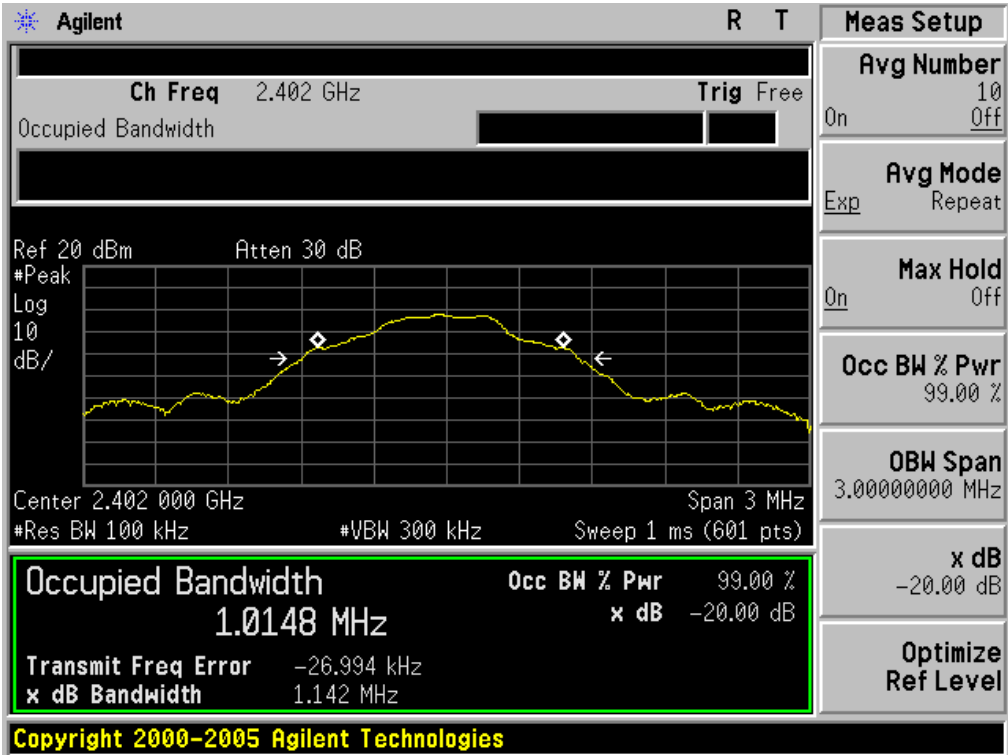 Agilent R T
Ch Freq 2.402 GHz Trig Free
Occupied Bandwidth
Ref 20 dBm Atten 30 dB
#Peak
Log
10
dB/
Center 2.402 000 GHz Span 3 MHz
#Res BW 100 kHz #VBW 300 kHz Sweep 1 ms (601 pts)
Occupied Bandwidth
1.0148 MHz
Occ BW % Pwr 99.00 %
x dB -20.00 dB
Transmit Freq Error -26.994 kHz
x dB Bandwidth 1.142 MHz
Copyright 2000-2005 Agilent Technologies
Meas Setup
Avg Number
10
On Off
Avg Mode
Exp Repeat
Max Hold
On Off
Occ BW % Pwr
99.00 %
OBW Span
3.00000000 MHz
x dB
-20.00 dB
Optimize
Ref Level